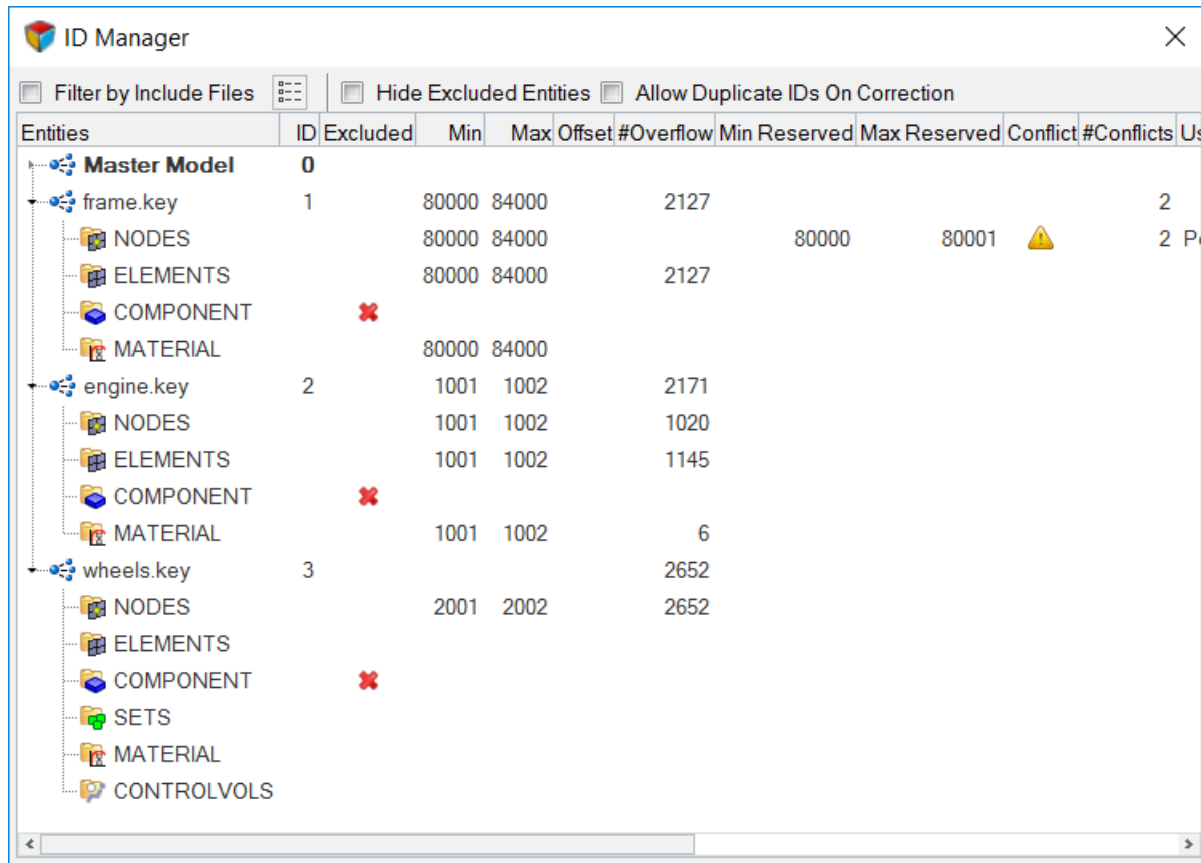 ID Manager
Filter by Include Files Hide Excluded Entities Allow Duplicate IDs On Correction
Entities ID Excluded Min Max Offset #Overflow Min Reserved Max Reserved Conflict #Conflicts
Master Model 0
frame.key 1 80000 84000 2127 2
NODES 80000 84000 80000 80001 2
ELEMENTS 80000 84000 2127
COMPONENT
MATERIAL 80000 84000
engine.key 2 1001 1002 2171
NODES 1001 1002 1020
ELEMENTS 1001 1002 1145
COMPONENT
MATERIAL 1001 1002 6
wheels.key 3 2652
NODES 2001 2002 2652
ELEMENTS
COMPONENT
SETS
MATERIAL
CONTROLVOLS